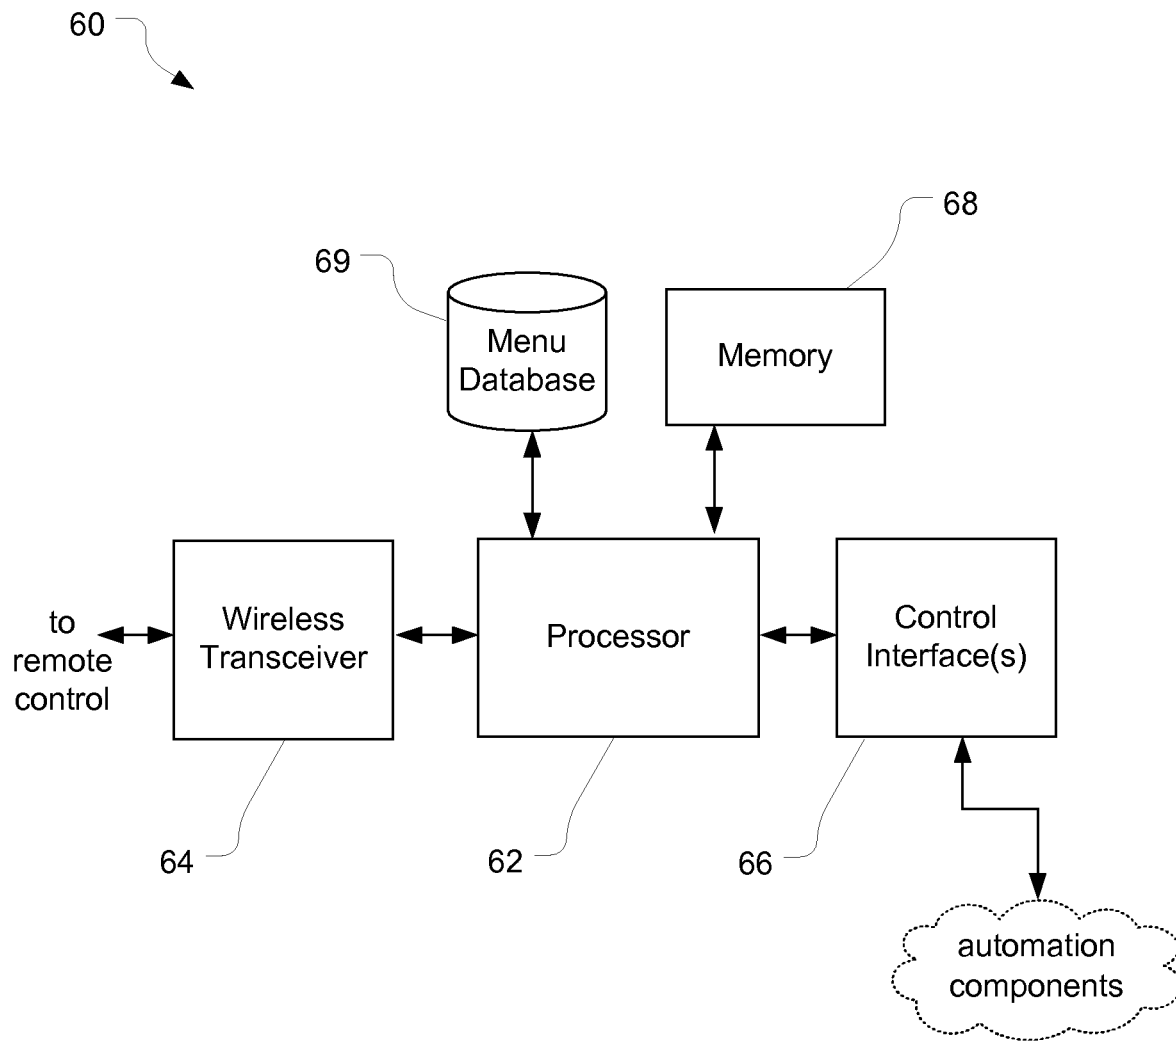 60
68
69
Menu
Database
Memory
to
remote
control
Wireless
Transceiver
Processor
Control
Interface(s)
64
62
66
automation
components